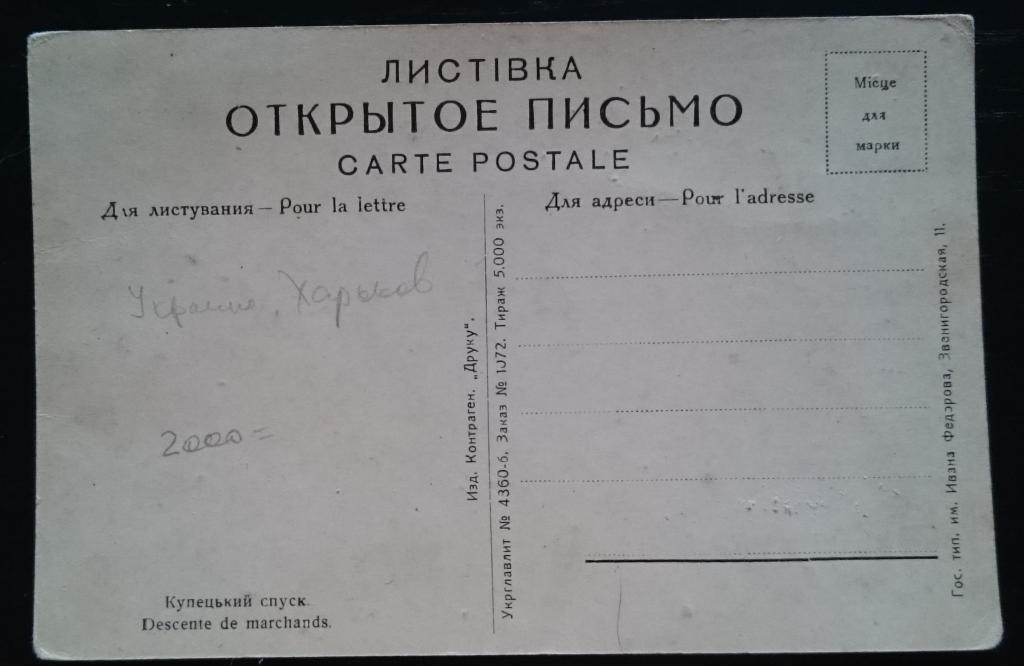 ЛИСТІВКА
ОТКРЫТОЕ ПИСЬМО
CARTE POSTALE
Місце
для
марки
Для листування — Pour la lettre
Для адреси — Pour l'adresse
Украина, Харьков
2000=
Купецький спуск.
Descente de marchands.
Изд. Контраген. „Друку".
Укрглавлит № 4360-б. Заказ № 1072. Тираж 5.000 экз.
Гос. тип. им. Ивана Федорова, Звенигородская, 11.